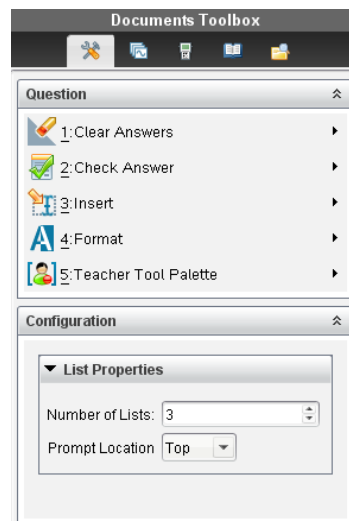 Documents Toolbox
Question
1:Clear Answers
2:Check Answer
3:Insert
4:Format
5:Teacher Tool Palette
Configuration
List Properties
Number of Lists: 3
Prompt Location Top